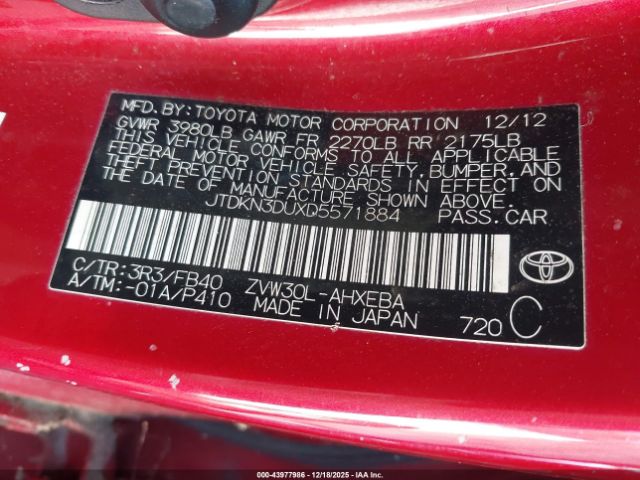 MFD. BY: TOYOTA MOTOR CORPORATION 12/12
GVWR 3980LB GAWR FR 2270LB RR 2175LB
THIS VEHICLE CONFORMS TO ALL APPLICABLE
FEDERAL MOTOR VEHICLE SAFETY, BUMPER, AND
THEFT PREVENTION STANDARDS IN EFFECT ON
THE DATE OF MANUFACTURE SHOWN ABOVE.
JTDKN3DUXD5571884 PASS.CAR
C/TR: 3R3/FB40 ZVW30L-AHXEBA
A/TM: -01A/P410 MADE IN JAPAN 720 C
000-43977986 - 12/18/2025 - IAAI.COM